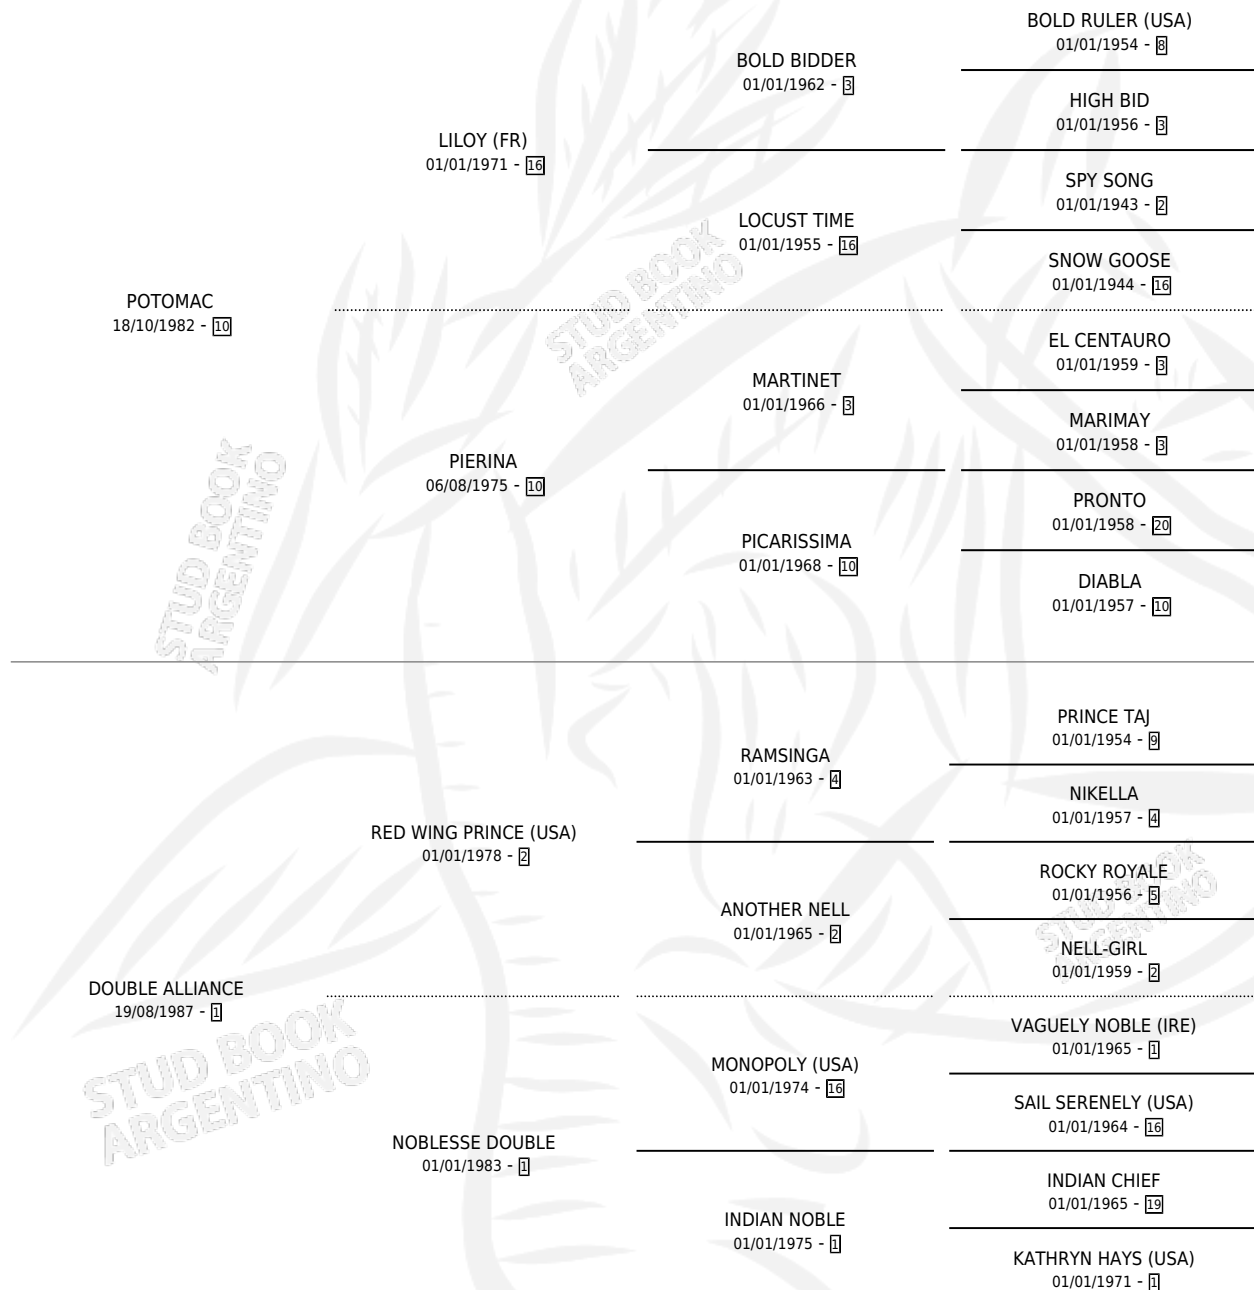 BOLD RULER (USA)
01/01/1954 - 8
BOLD BIDDER
01/01/1962 - 3
HIGH BID
01/01/1956 - 3
LILOY (FR)
01/01/1971 - 16
SPY SONG
01/01/1943 - 2
LOCUST TIME
01/01/1955 - 16
SNOW GOOSE
01/01/1944 - 16
POTOMAC
18/10/1982 - 10
EL CENTAURO
01/01/1959 - 3
MARTINET
01/01/1966 - 3
MARIMAY
01/01/1958 - 3
PIERINA
06/08/1975 - 10
PRONTO
01/01/1958 - 20
PICARISSIMA
01/01/1968 - 10
DIABLA
01/01/1957 - 10
STUD BOOK
ARGENTINO
STUD BOOK
ARGENTINO
PRINCE TAJ
01/01/1954 - 9
RAMSINGA
01/01/1963 - 4
NIKELLA
01/01/1957 - 4
RED WING PRINCE (USA)
01/01/1978 - 2
ROCKY ROYALE
01/01/1956 - 5
ANOTHER NELL
01/01/1965 - 2
NELL-GIRL
01/01/1959 - 2
STUD BOOK
ARGENTINO
DOUBLE ALLIANCE
19/08/1987 - 1
VAGUELY NOBLE (IRE)
01/01/1965 - 1
MONOPOLY (USA)
01/01/1974 - 16
SAIL SERENELY (USA)
01/01/1964 - 16
NOBLESSE DOUBLE
01/01/1983 - 1
INDIAN CHIEF
01/01/1965 - 19
INDIAN NOBLE
01/01/1975 - 1
KATHRYN HAYS (USA)
01/01/1971 - 1
STUD BOOK
ARGENTINO